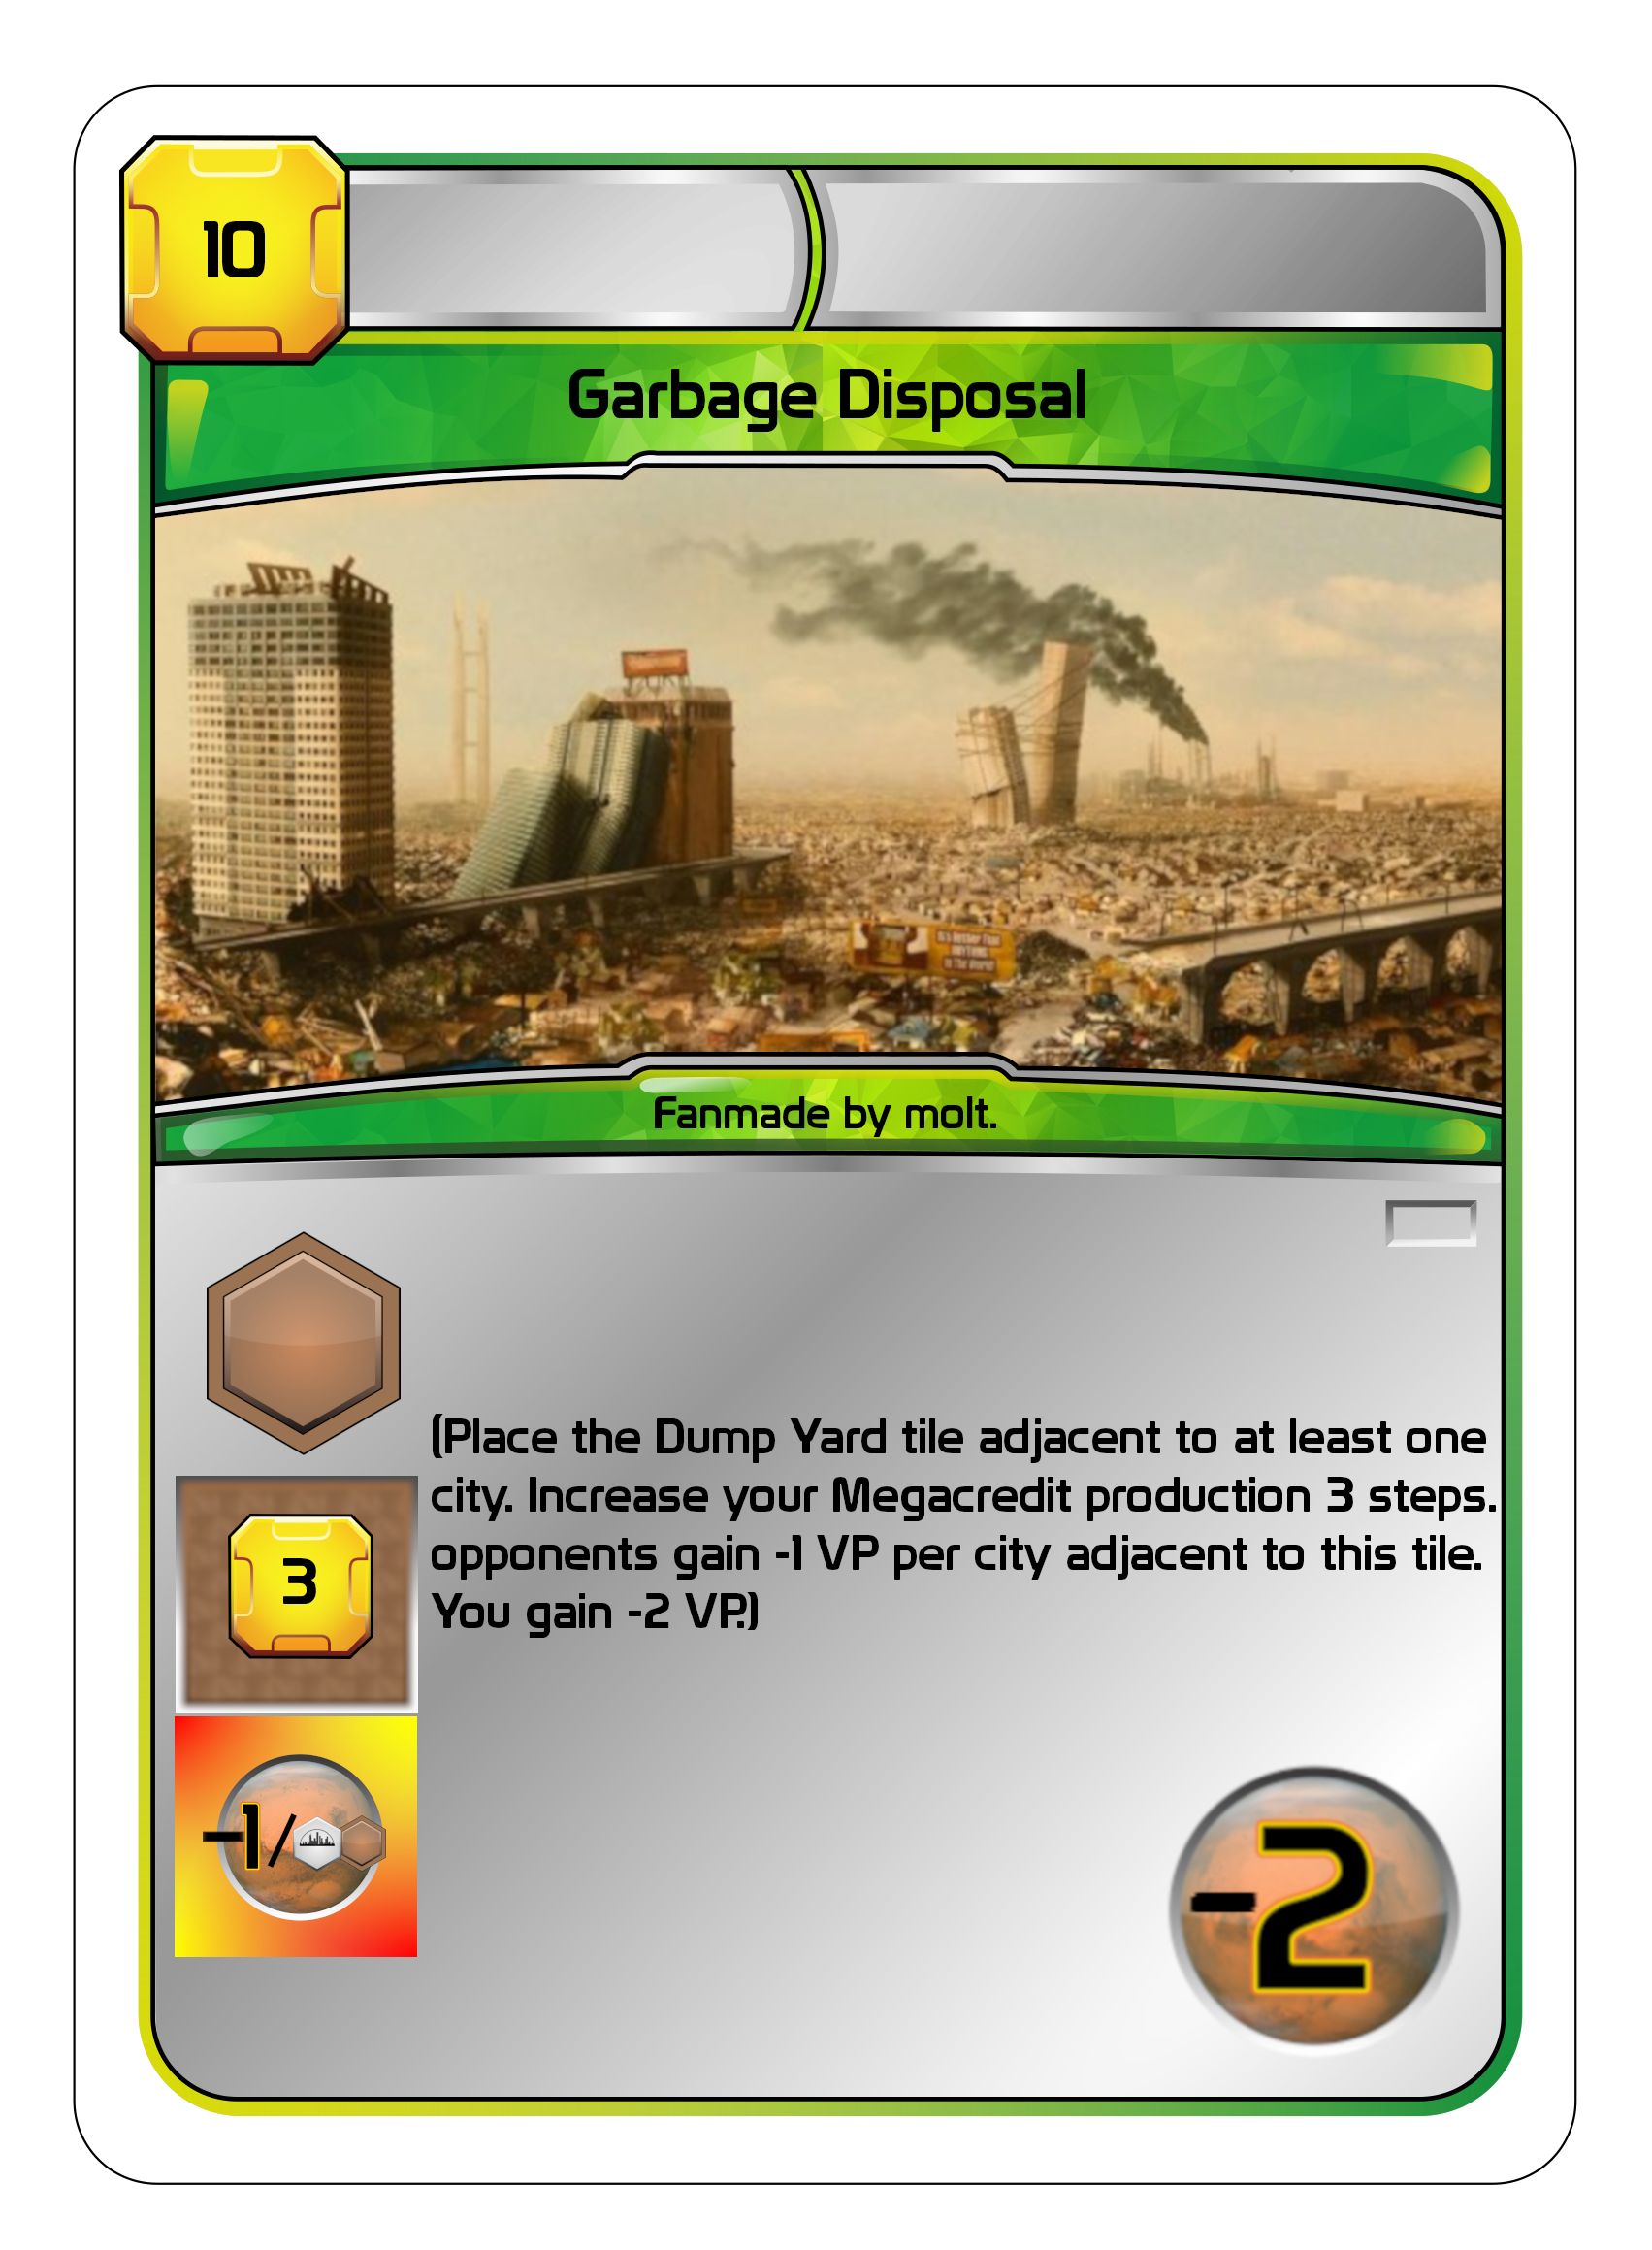 10
Garbage Disposal
Fanmade by molt.
(Place the Dump Yard tile adjacent to at least one
city. Increase your Megacredit production 3 steps.
opponents gain -1 VP per city adjacent to this tile.
You gain -2 VP.)
3
-1/
-2